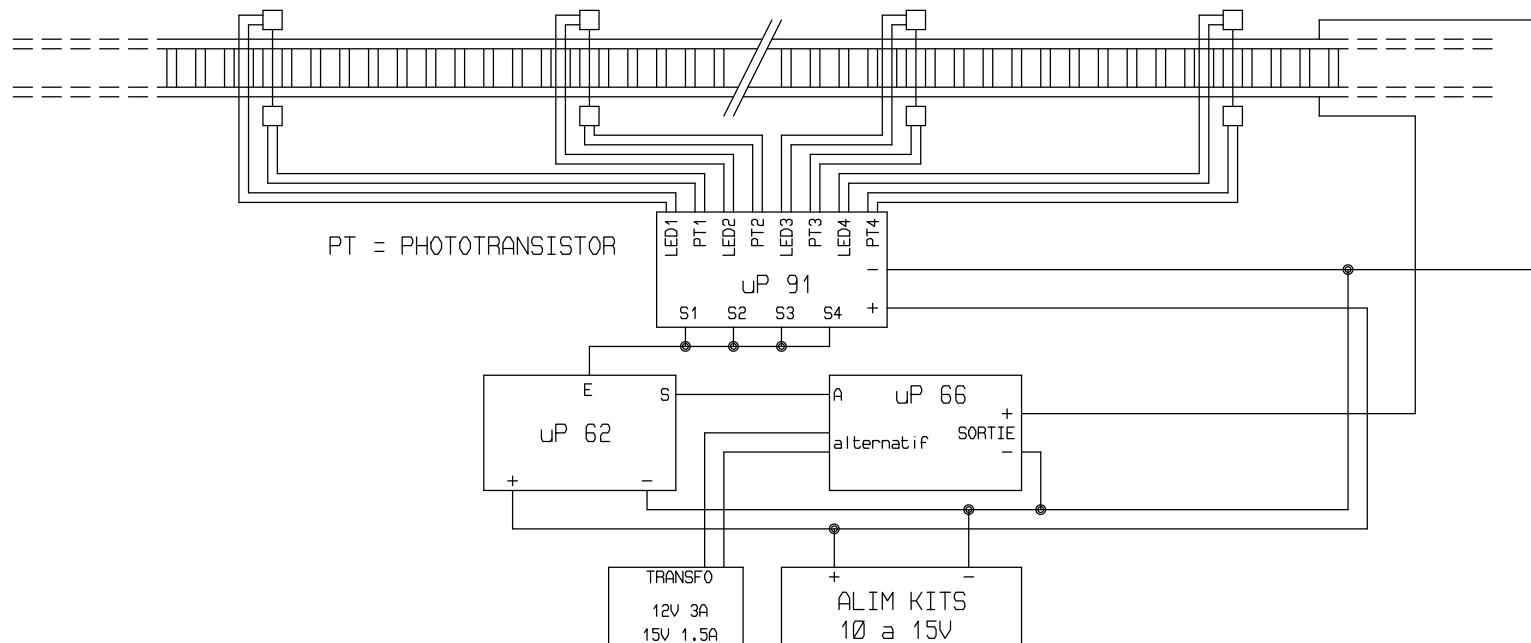 LED1 PT1 LED2 PT2 LED3 PT3 LED4 PT4
PT = PHOTOTRANSISTOR
−
uP 91
S1 S2 S3 S4 +
E
S
uP 62
+ −
A
uP 66
+
SORTIE
alternatif
−
TRANSFO
12V 3A
15V 1.5A
+ −
ALIM KITS
10 a 15V